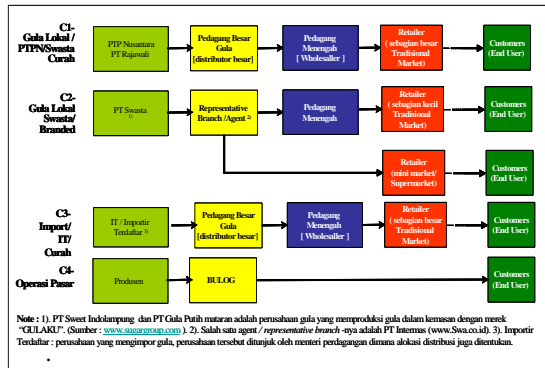 C1-
Gula Lokal /
PTPN/Swasta
Curah
PTP Nusantara
PT Rajawali
Pedagang Besar
Gula
[distributor besar]
Pedagang
Menengah
[ Wholesaller ]
Retailer
( sebagian besar
Tradisional
Market)
Customers
(End User)
C2-
Gula Lokal
Swasta/
Branded
PT Swasta
1)
Representative
Branch /Agent 2)
Pedagang
Menengah
Retailer
( sebagian kecil
Tradisional
Market)
Customers
(End User)
Retailer
(mini market/
Supermarket)
Customers
(End User)
C3-
Import/
IT/
Curah
IT / Importir
Terdaftar 3)
Pedagang Besar
Gula
[distributor besar]
Pedagang
Menengah
[ Wholesaller ]
Retailer
( sebagian besar
Tradisional
Market)
Customers
(End User)
C4-
Operasi Pasar
Produsen
BULOG
Customers
(End User)
Note : 1). PT Sweet Indolampung dan PT Gula Putih mataran adalah perusahaan gula yang memproduksi gula dalam kemasan dengan merek
“GULAKU”. (Sumber : www.sugargroup.com ). 2). Salah satu agent / representative branch -nya adalah PT Intermas (www.Swa.co.id). 3). Importir
Terdaftar : perusahaan yang mengimpor gula, perusahaan tersebut ditunjuk oleh menteri perdagangan dimana alokasi distribusi juga ditentukan.
•